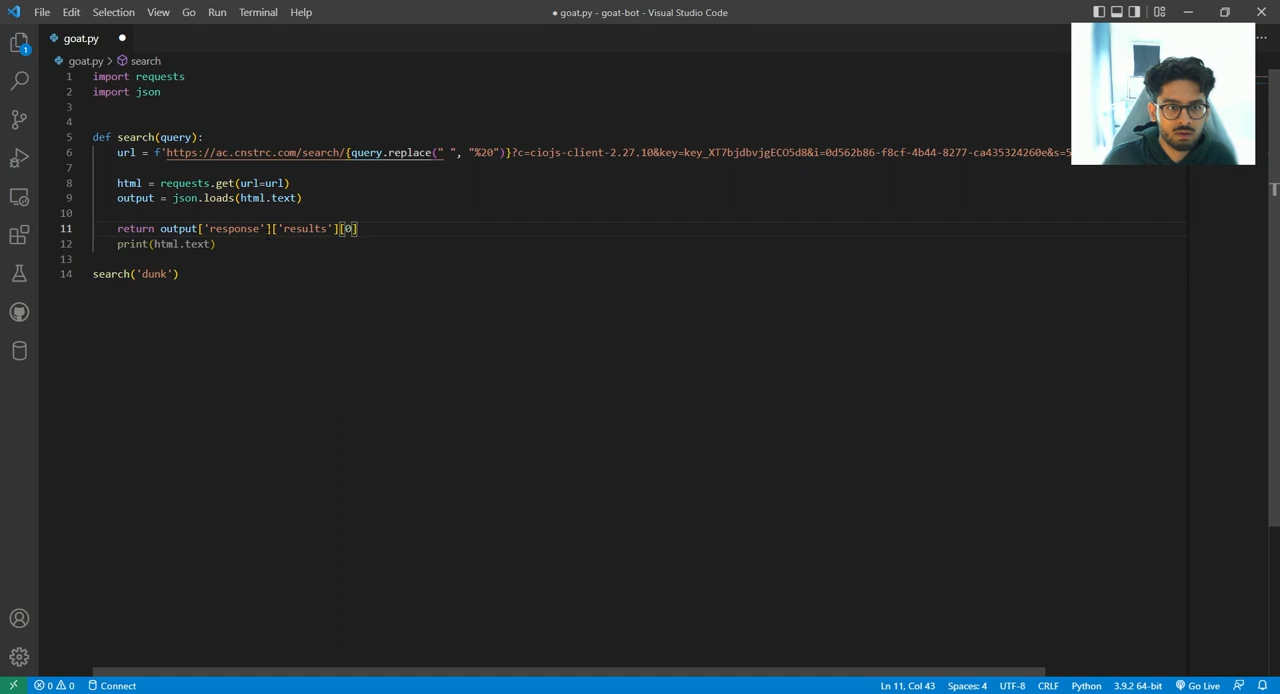 File Edit Selection View Go Run Terminal Help
● goat.py - goat-bot - Visual Studio Code
goat.py
goat.py > search
1 import requests
2 import json
3
4
5 def search(query):
6 url = f'https://ac.cnstrc.com/search/{query.replace(" ", "%20")}?c=ciojs-client-2.27.10&key=key_XT7bjdbvjgECO5d8&i=0d562b86-f8cf-4b44-8277-ca435324260e&s=5
7
8 html = requests.get(url=url)
9 output = json.loads(html.text)
10
11 return output['response']['results'][0]
12 print(html.text)
13
14 search('dunk')
1
0 0 Connect
Ln 11, Col 43 Spaces: 4 UTF-8 CRLF Python 3.9.2 64-bit Go Live